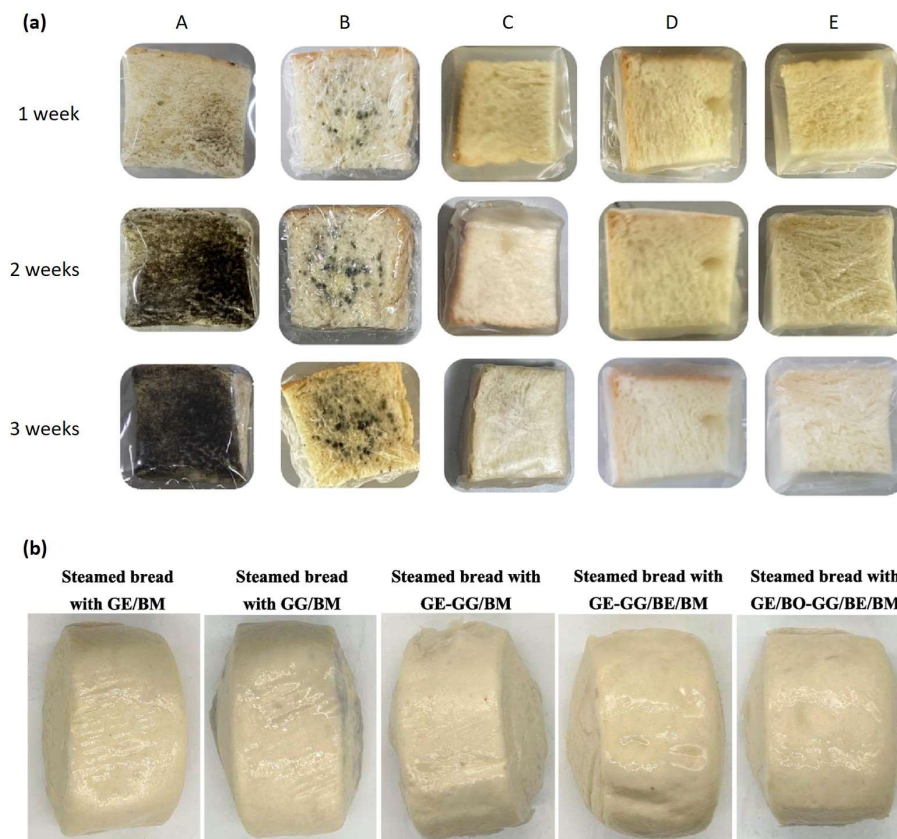 (a)
A B C D E
1 week
2 weeks
3 weeks
(b)
Steamed bread
with GE/BM
Steamed bread
with GG/BM
Steamed bread with
GE-GG/BM
Steamed bread with
GE-GG/BE/BM
Steamed bread with
GE/BO-GG/BE/BM